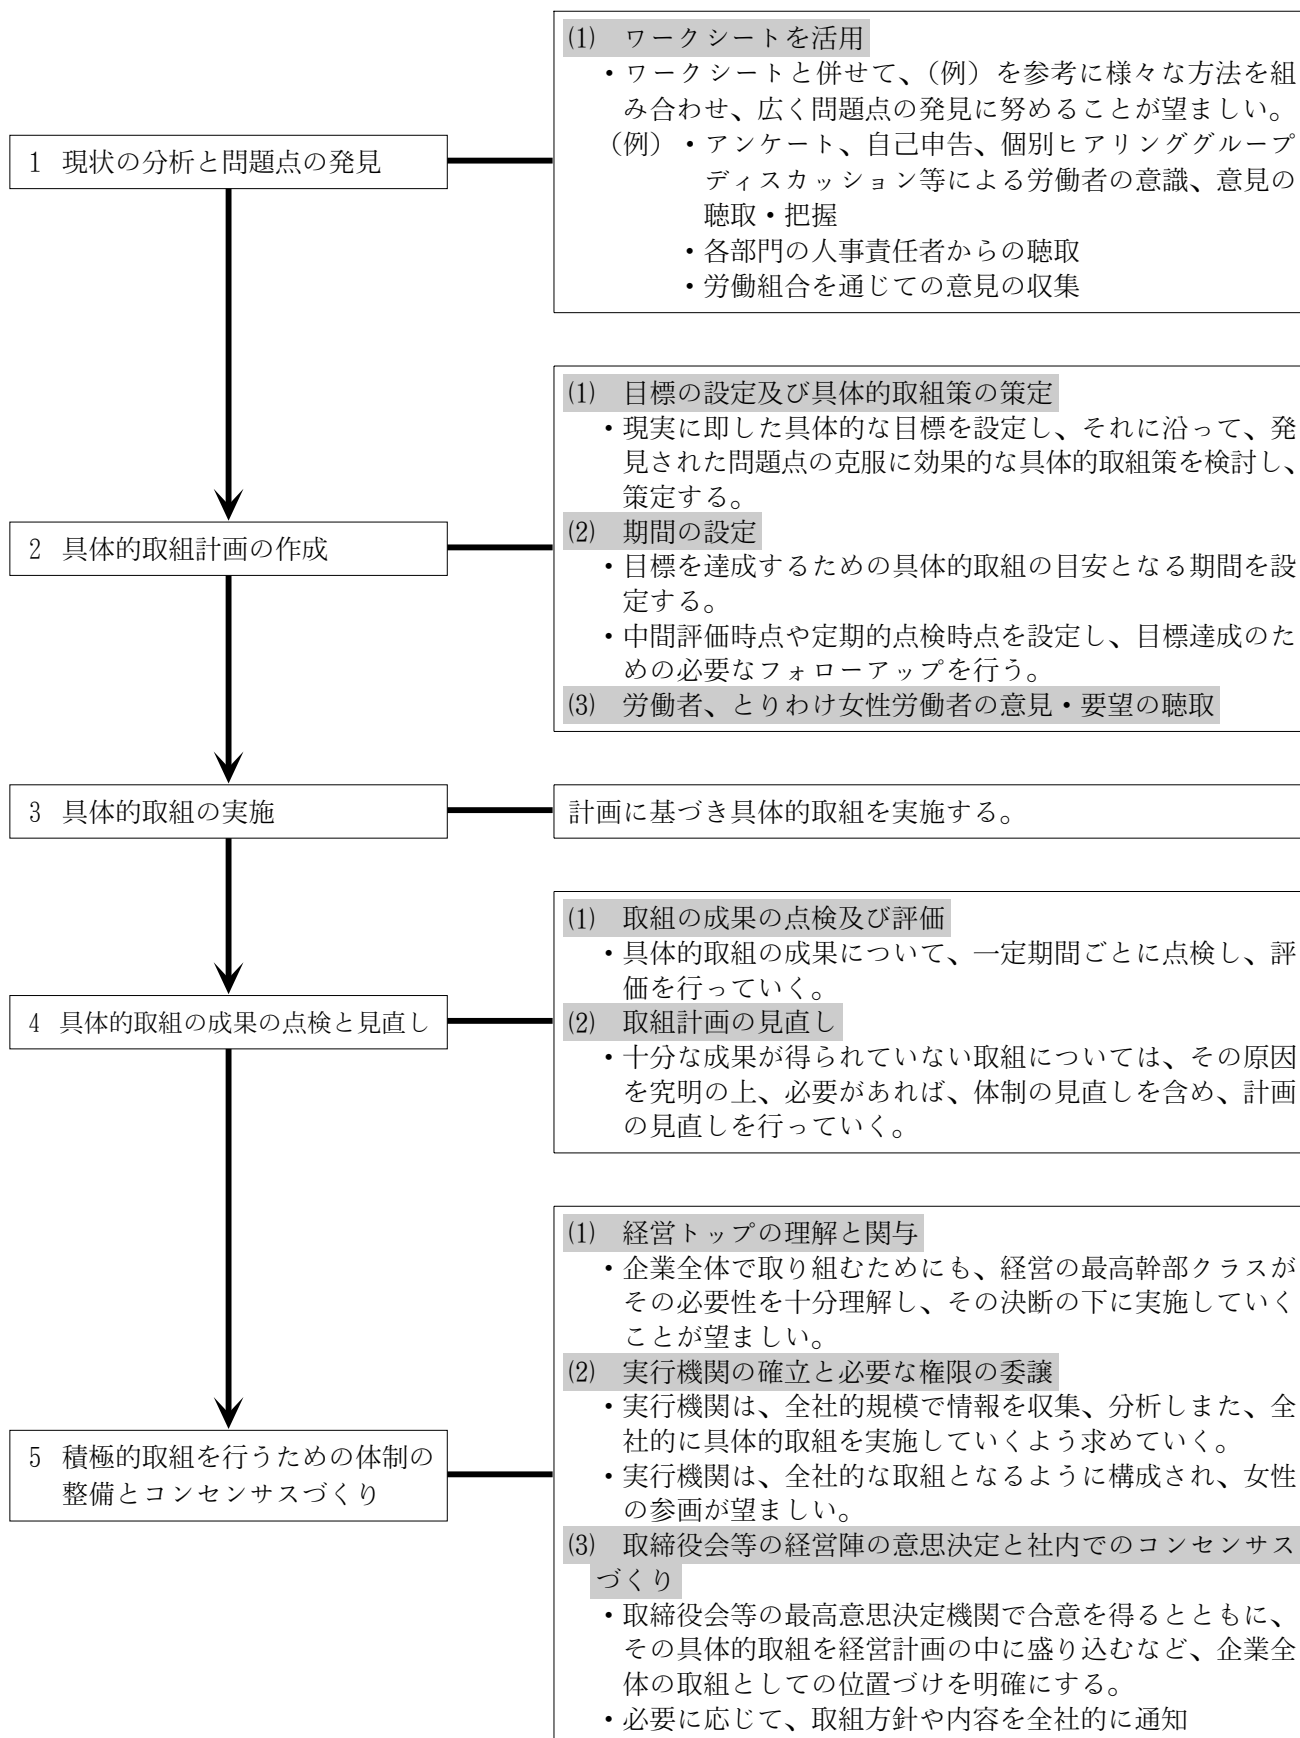 1 現状の分析と問題点の発見
⑴ ワークシートを活用
・ワークシートと併せて、（例）を参考に様々な方法を組
み合わせ、広く問題点の発見に努めることが望ましい。
（例）・アンケート、自己申告、個別ヒアリンググループ
ディスカッション等による労働者の意識、意見の
聴取・把握
・各部門の人事責任者からの聴取
・労働組合を通じての意見の収集
2 具体的取組計画の作成
⑴ 目標の設定及び具体的取組策の策定
・現実に即した具体的な目標を設定し、それに沿って、発
見された問題点の克服に効果的な具体的取組策を検討し、
策定する。
⑵ 期間の設定
・目標を達成するための具体的取組の目安となる期間を設
定する。
・中間評価時点や定期的点検時点を設定し、目標達成のた
めの必要なフォローアップを行う。
⑶ 労働者、とりわけ女性労働者の意見・要望の聴取
3 具体的取組の実施
計画に基づき具体的取組を実施する。
4 具体的取組の成果の点検と見直し
⑴ 取組の成果の点検及び評価
・具体的取組の成果について、一定期間ごとに点検し、評
価を行っていく。
⑵ 取組計画の見直し
・十分な成果が得られていない取組については、その原因
を究明の上、必要があれば、体制の見直しを含め、計画
の見直しを行っていく。
5 積極的取組を行うための体制の
整備とコンセンサスづくり
⑴ 経営トップの理解と関与
・企業全体で取り組むためにも、経営の最高幹部クラスが
その必要性を十分理解し、その決断の下に実施していく
ことが望ましい。
⑵ 実行機関の確立と必要な権限の委譲
・実行機関は、全社的規模で情報を収集、分析しまた、全
社的に具体的取組を実施していくよう求めていく。
・実行機関は、全社的な取組となるように構成され、女性
の参画が望ましい。
⑶ 取締役会等の経営陣の意思決定と社内でのコンセンサス
づくり
・取締役会等の最高意思決定機関で合意を得るとともに、
その具体的取組を経営計画の中に盛り込むなど、企業全
体の取組としての位置づけを明確にする。
・必要に応じて、取組方針や内容を全社的に通知